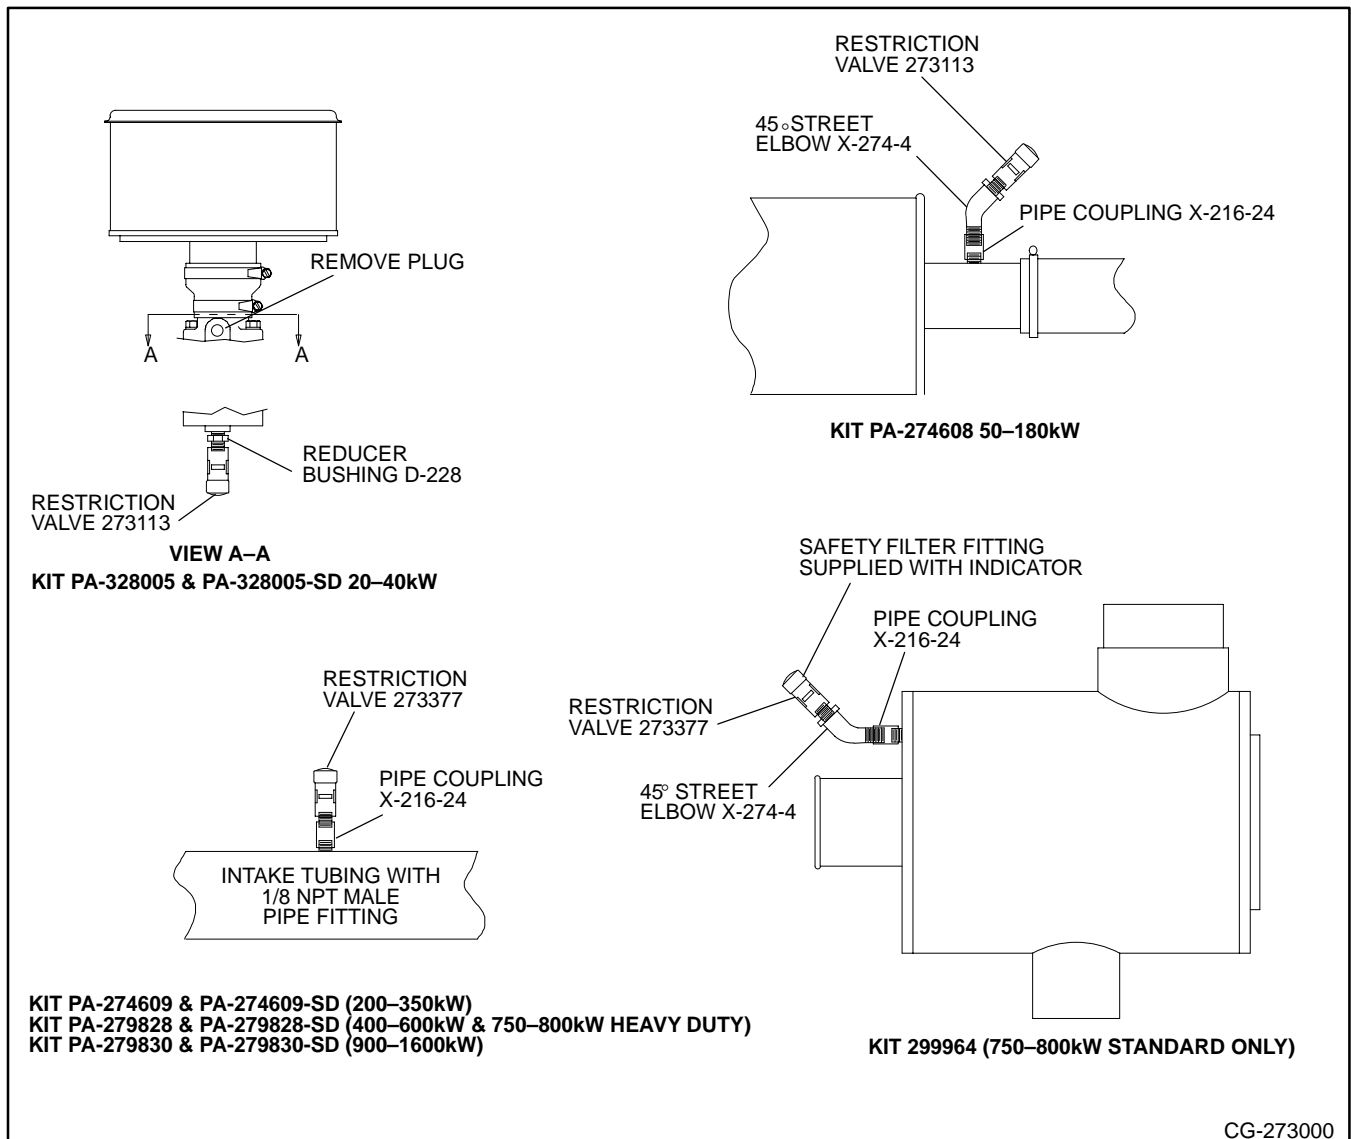 REMOVE PLUG
A
A
REDUCER
BUSHING D-228
RESTRICTION
VALVE 273113
VIEW A–A
KIT PA-328005 & PA-328005-SD 20–40kW
RESTRICTION
VALVE 273113
45°STREET
ELBOW X-274-4
PIPE COUPLING X-216-24
KIT PA-274608 50–180kW
RESTRICTION
VALVE 273377
PIPE COUPLING
X-216-24
INTAKE TUBING WITH
1/8 NPT MALE
PIPE FITTING
KIT PA-274609 & PA-274609-SD (200–350kW)
KIT PA-279828 & PA-279828-SD (400–600kW & 750–800kW HEAVY DUTY)
KIT PA-279830 & PA-279830-SD (900–1600kW)
SAFETY FILTER FITTING
SUPPLIED WITH INDICATOR
PIPE COUPLING
X-216-24
RESTRICTION
VALVE 273377
45° STREET
ELBOW X-274-4
KIT 299964 (750–800kW STANDARD ONLY)
CG-273000